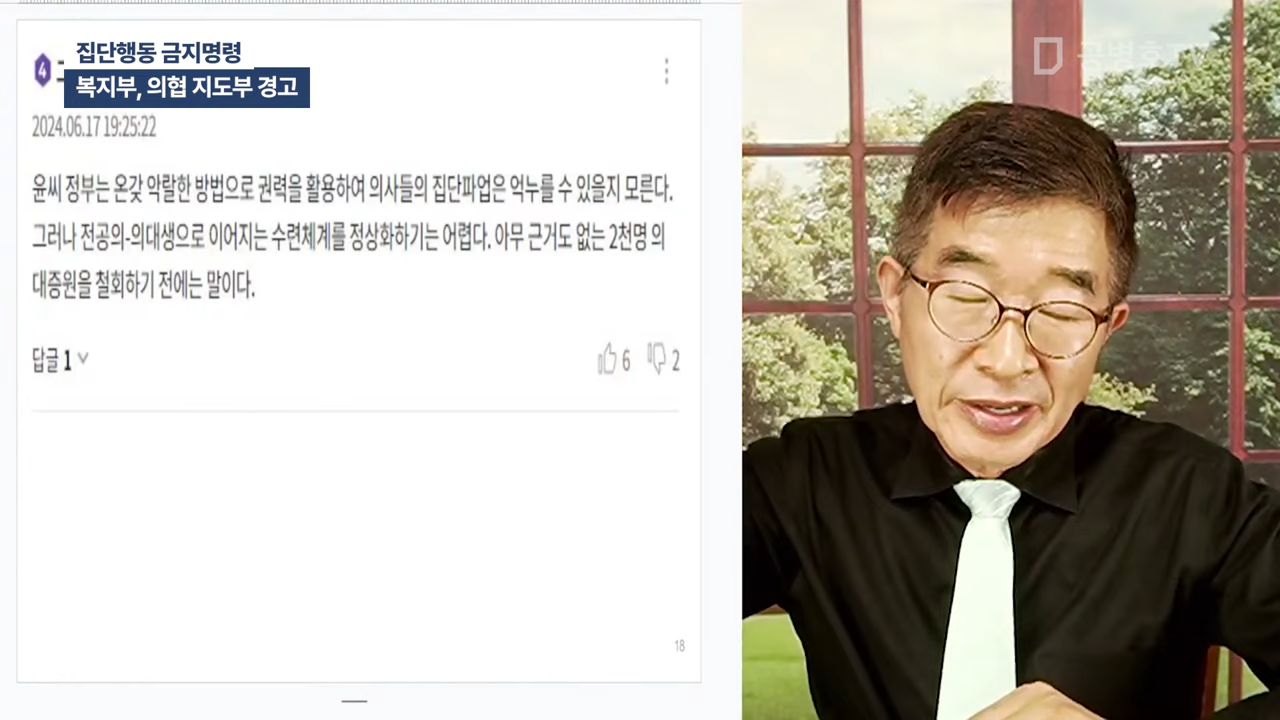 집단행동 금지명령
복지부, 의협 지도부 경고
4
2024.06.17 19:25:22
윤씨 정부는 온갖 악랄한 방법으로 권력을 활용하여 의사들의 집단파업은 억누를 수 있을지 모른다.
그러나 전공의-의대생으로 이어지는 수련체계를 정상화하기는 어렵다. 아무 근거도 없는 2천명 의
대증원을 철회하기 전에는 말이다.
답글 1
6
2
18